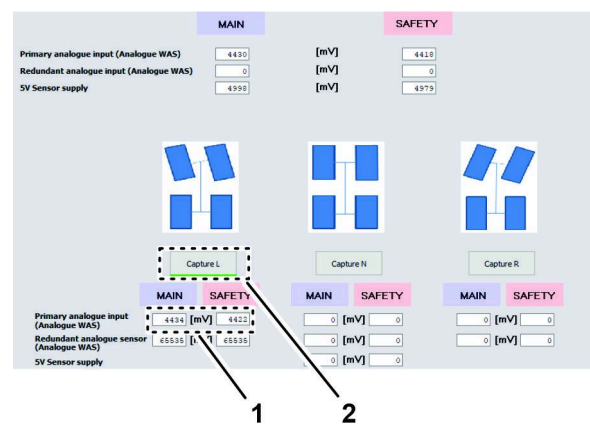 MAIN SAFETY
Primary analogue input (Analogue WAS) 4430 [mV] 4418
Redundant analogue input (Analogue WAS) 0 [mV] 0
5V Sensor supply 4998 4979
Capture L Capture N Capture R
MAIN SAFETY MAIN SAFETY MAIN SAFETY
Primary analogue input
(Analogue WAS) 4434 [mV] 4422 0 [mV] 0 0 [mV] 0
Redundant analogue sensor
(Analogue WAS) 65535 65535 0 [mV] 0 0 [mV] 0
5V Sensor supply 0 [mV] 0
1 2